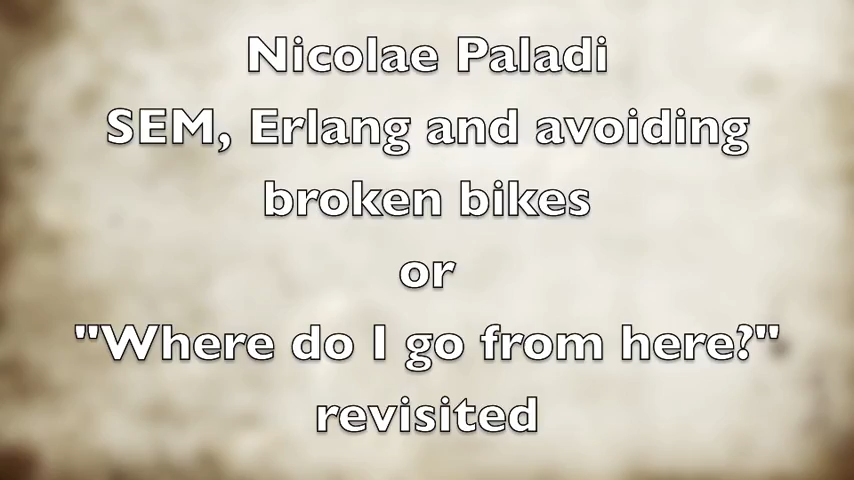 Nicolae Paladi
SEM, Erlang and avoiding
broken bikes
or
"Where do I go from here?"
revisited